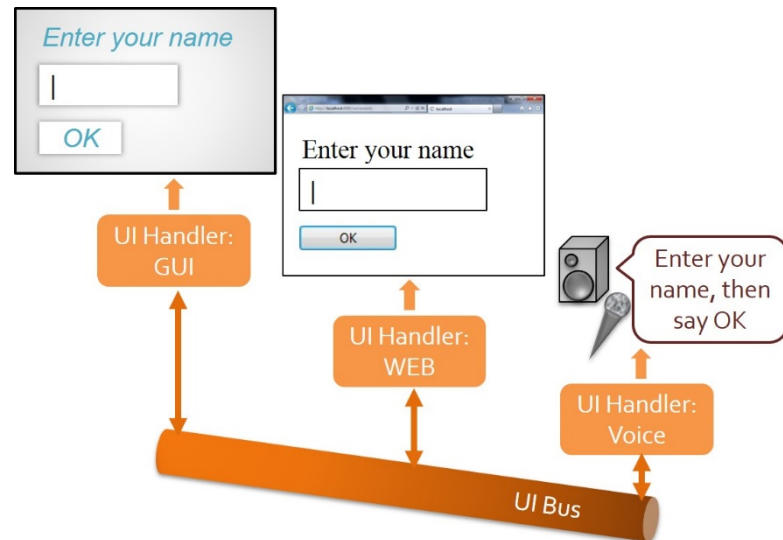 Enter your name
OK
UI Handler:
GUI
localhost
Enter your name
OK
UI Handler:
WEB
Enter your
name, then
say OK
UI Handler:
Voice
UI Bus